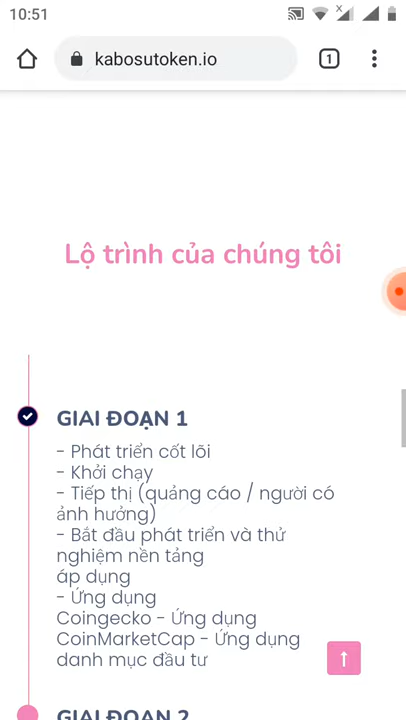 10:51
kabosutoken.io
1
Lộ trình của chúng tôi
GIAI ĐOẠN 1
- Phát triển cốt lõi
- Khởi chạy
- Tiếp thị (quảng cáo / người có
ảnh hưởng)
- Bắt đầu phát triển và thử
nghiệm nền tảng
áp dụng
- Ứng dụng
Coingecko - Ứng dụng
CoinMarketCap - Ứng dụng
danh mục đầu tư
GIAI ĐOẠN 2